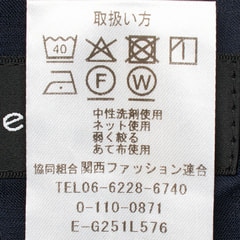 取扱い方
40
F W
中性洗剤使用
ネット使用
弱く絞る
あて布使用
協同組合 関西ファッション連合
TEL06-6228-6740
0-110-0871
E-G251L576
e